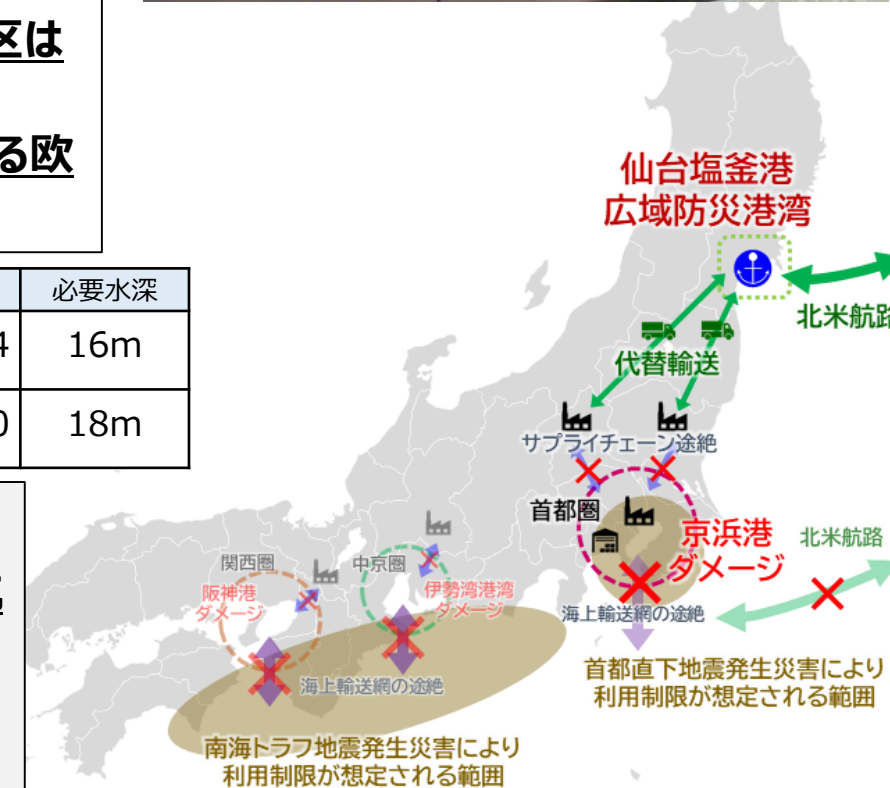 区は
る欧
必要水深
4 16m
0 18m
仙台塩釜港
広域防災港湾
北米航路
代替輸送
サプライチェーン途絶
首都圏
京浜港
ダメージ
北米航路
海上輸送網の途絶
首都直下地震発生災害により
利用制限が想定される範囲
関西圏
阪神港
ダメージ
中京圏
伊勢湾港湾
ダメージ
海上輸送網の途絶
南海トラフ地震発生災害により
利用制限が想定される範囲